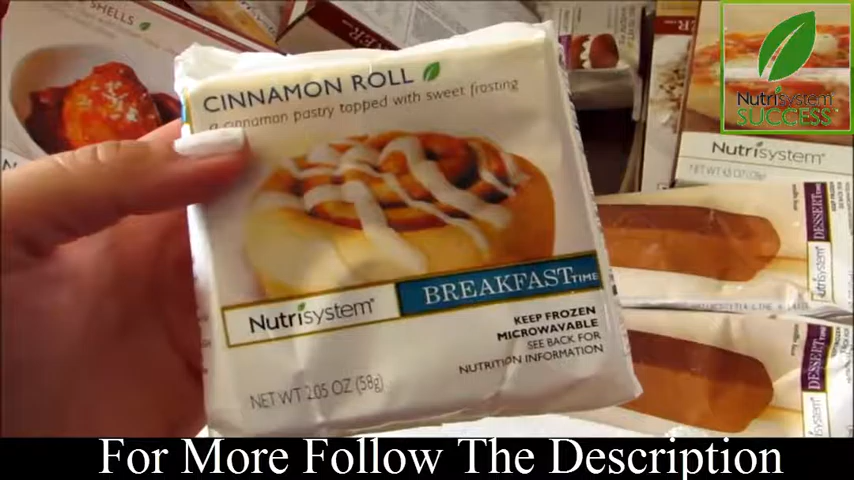 SHELLS
CINNAMON ROLL
a cinnamon pastry topped with sweet frosting
Nutrisystem®
BREAKFAST TIME
KEEP FROZEN
MICROWAVABLE
SEE BACK FOR
NUTRITION INFORMATION
NET WT 2.05 OZ (58g)
Nutrisystem
SUCCESS
Nutrisystem
NET WT
DESSERT
Nutrisystem
DESSERT
Nutrisystem
For More Follow The Description